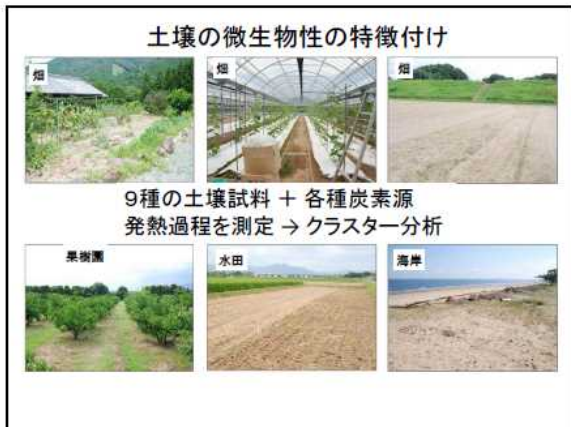 土壌の微生物性の特徴付け
畑
畑
畑
9種の土壌試料 + 各種炭素源
発熱過程を測定 → クラスター分析
果樹園
水田
海岸